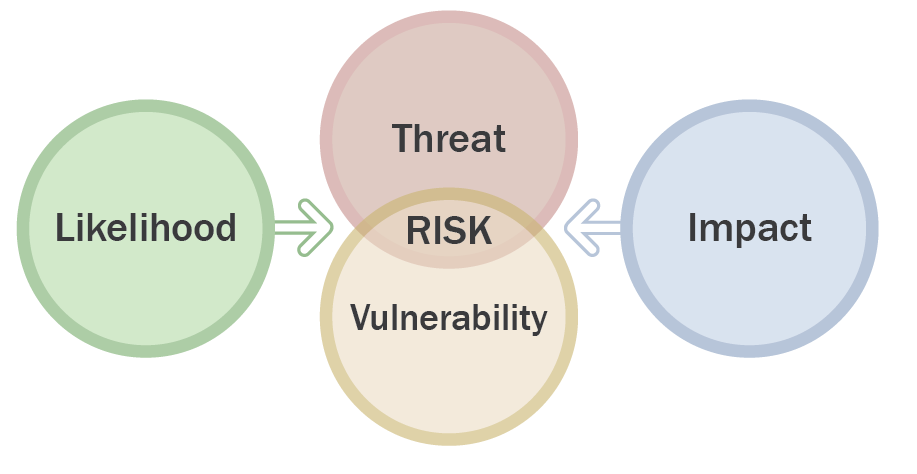 Threat
Likelihood
RISK
Impact
Vulnerability